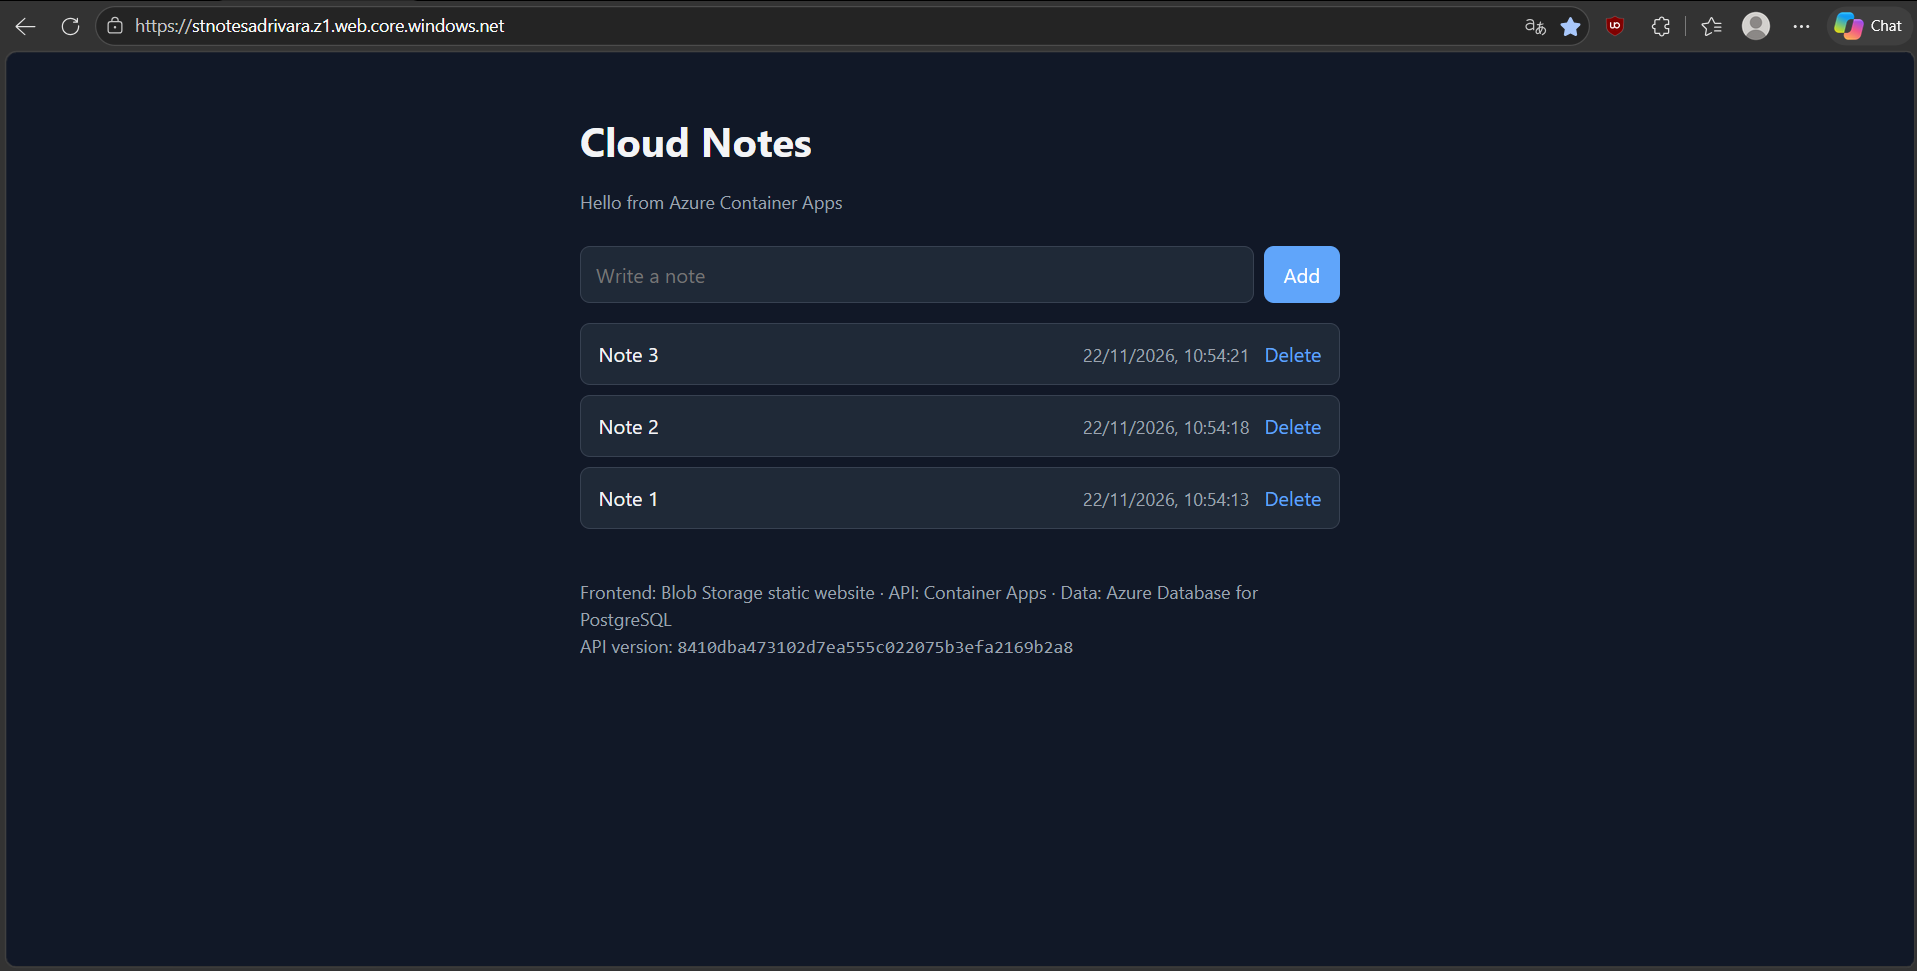 https://stnotesadrivara.z1.web.core.windows.net
Chat
Cloud Notes
Hello from Azure Container Apps
Write a note
Add
Note 3 22/11/2026, 10:54:21 Delete
Note 2 22/11/2026, 10:54:18 Delete
Note 1 22/11/2026, 10:54:13 Delete
Frontend: Blob Storage static website · API: Container Apps · Data: Azure Database for
PostgreSQL
API version: 8410dba473102d7ea555c022075b3efa2169b2a8